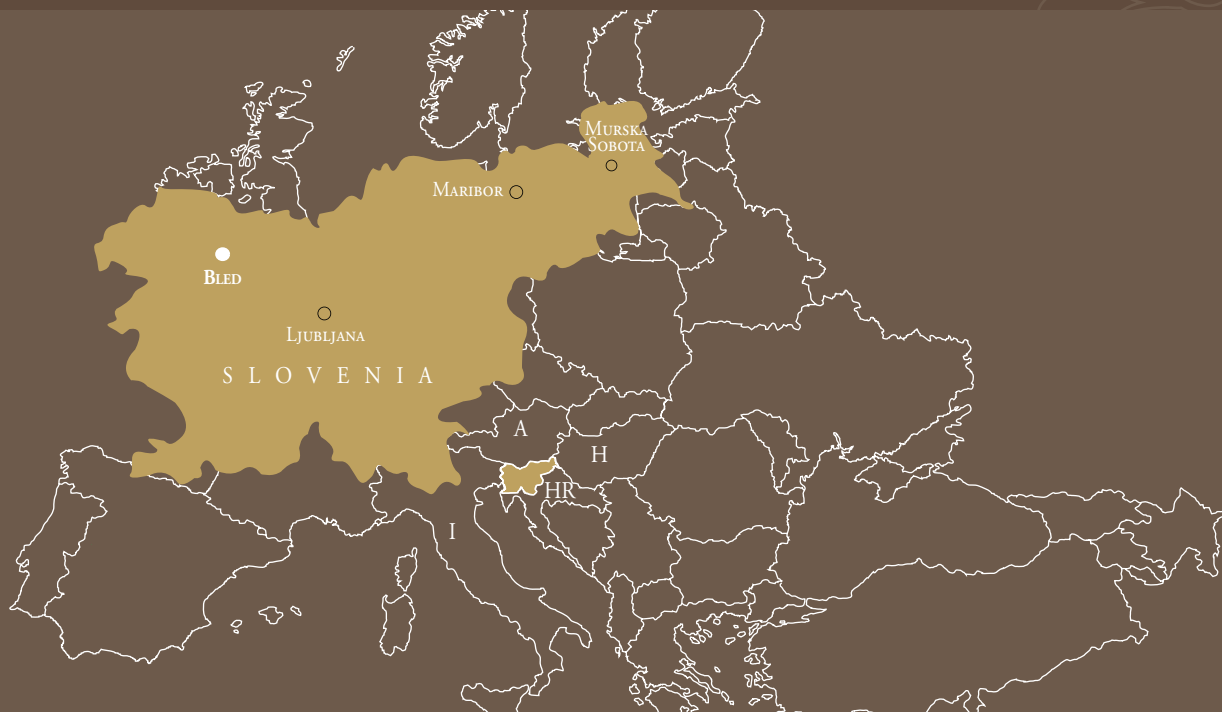 Murska
Sobota
Maribor
Bled
Ljubljana
SLOVENIA
A
H
HR
I